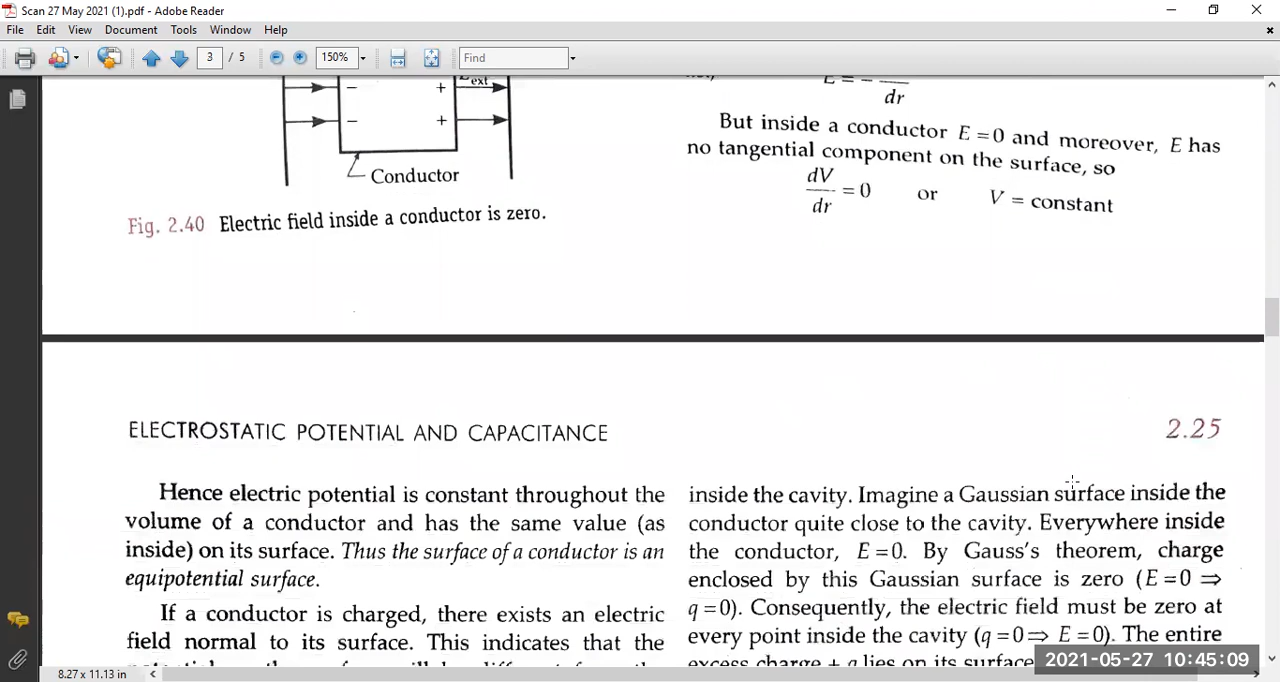 Scan 27 May 2021 (1).pdf - Adobe Reader
File Edit View Document Tools Window Help
3 / 5 150% Find
ext
− +
− +
Conductor
Fig. 2.40 Electric field inside a conductor is zero.
E = −
dr
But inside a conductor E = 0 and moreover, E has
no tangential component on the surface, so
dV
dr
= 0 or V = constant
ELECTROSTATIC POTENTIAL AND CAPACITANCE
2.25
Hence electric potential is constant throughout the
volume of a conductor and has the same value (as
inside) on its surface. Thus the surface of a conductor is an
equipotential surface.
If a conductor is charged, there exists an electric
field normal to its surface. This indicates that the
inside the cavity. Imagine a Gaussian surface inside the
conductor quite close to the cavity. Everywhere inside
the conductor, E = 0. By Gauss's theorem, charge
enclosed by this Gaussian surface is zero (E = 0 ⇒
q = 0). Consequently, the electric field must be zero at
every point inside the cavity (q = 0 ⇒ E = 0). The entire
excess charge + q lies on its surface
2021-05-27 10:45:09
8.27 x 11.13 in